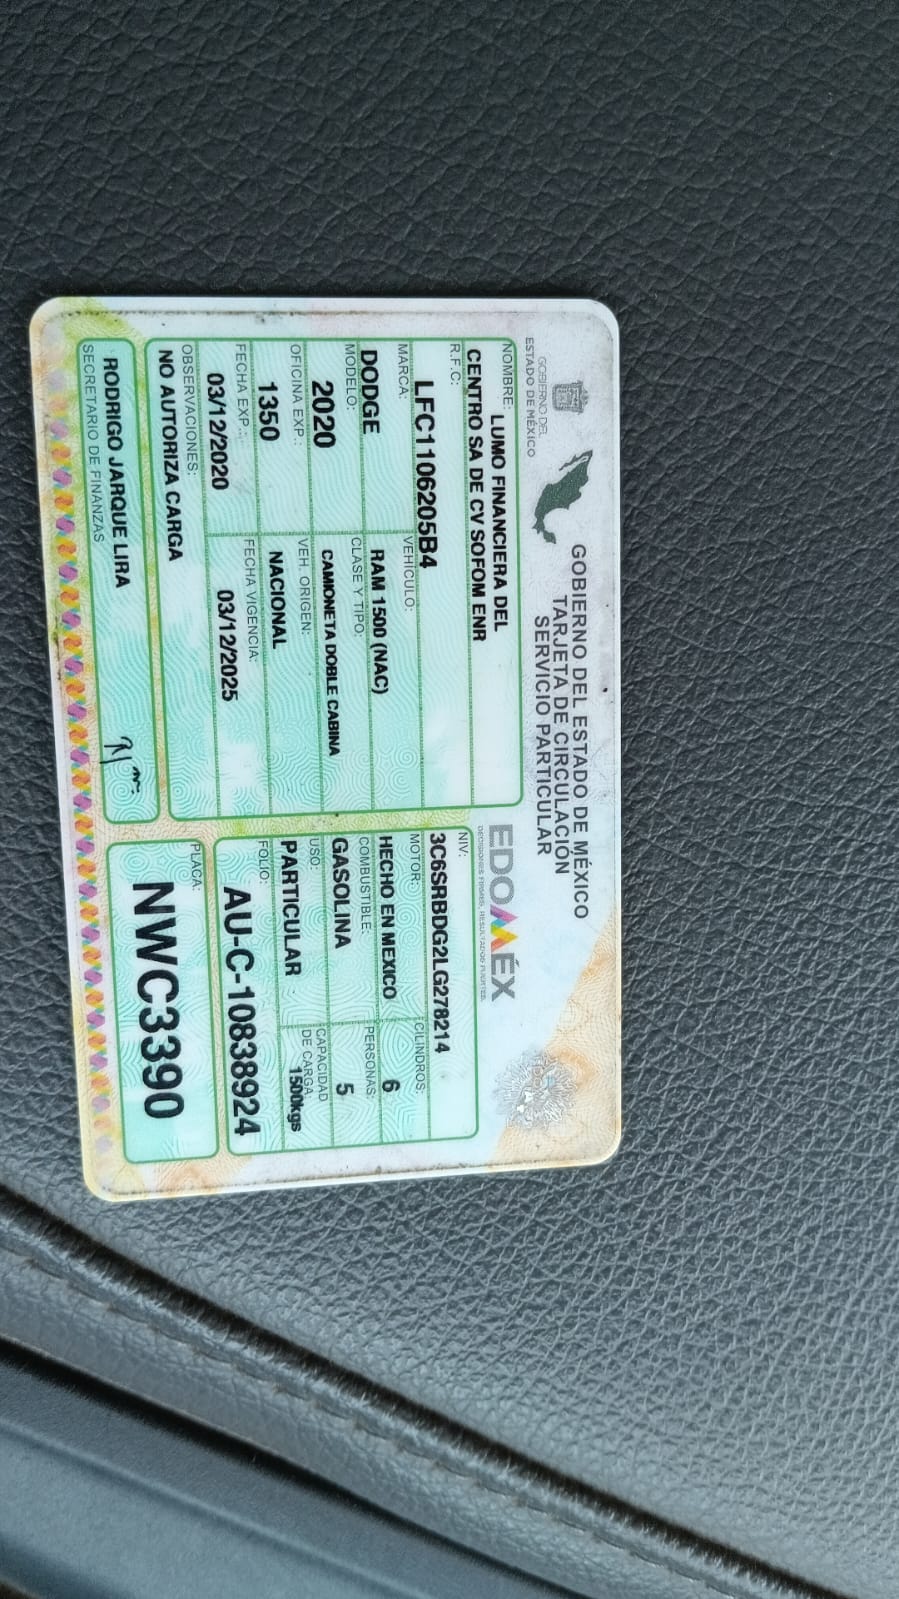 GOBIERNO DEL
ESTADO DE MÉXICO
GOBIERNO DEL ESTADO DE MÉXICO
TARJETA DE CIRCULACIÓN
SERVICIO PARTICULAR
EDOMÉX
DECISIONES FIRMES, RESULTADOS FUERTES.
NOMBRE: LUMO FINANCIERA DEL
CENTRO SA DE CV SOFOM ENR
R.F.C:
LFC1106205B4
MARCA:
DODGE
VEHÍCULO:
RAM 1500 (NAC)
MODELO:
2020
CLASE Y TIPO:
CAMIONETA DOBLE CABINA
OFICINA EXP.:
1350
VEH. ORIGEN:
NACIONAL
FECHA EXP.:
03/12/2020
FECHA VIGENCIA:
03/12/2025
OBSERVACIONES:
NO AUTORIZA CARGA
RODRIGO JARQUE LIRA
SECRETARIO DE FINANZAS
NIV:
3C6SRBDG2LG278214
MOTOR:
HECHO EN MEXICO
CILINDROS:
6
COMBUSTIBLE:
GASOLINA
PERSONAS:
5
USO:
PARTICULAR
CAPACIDAD
DE CARGA:
1500kgs
FOLIO:
AU-C-10838924
PLACA:
NWC3390